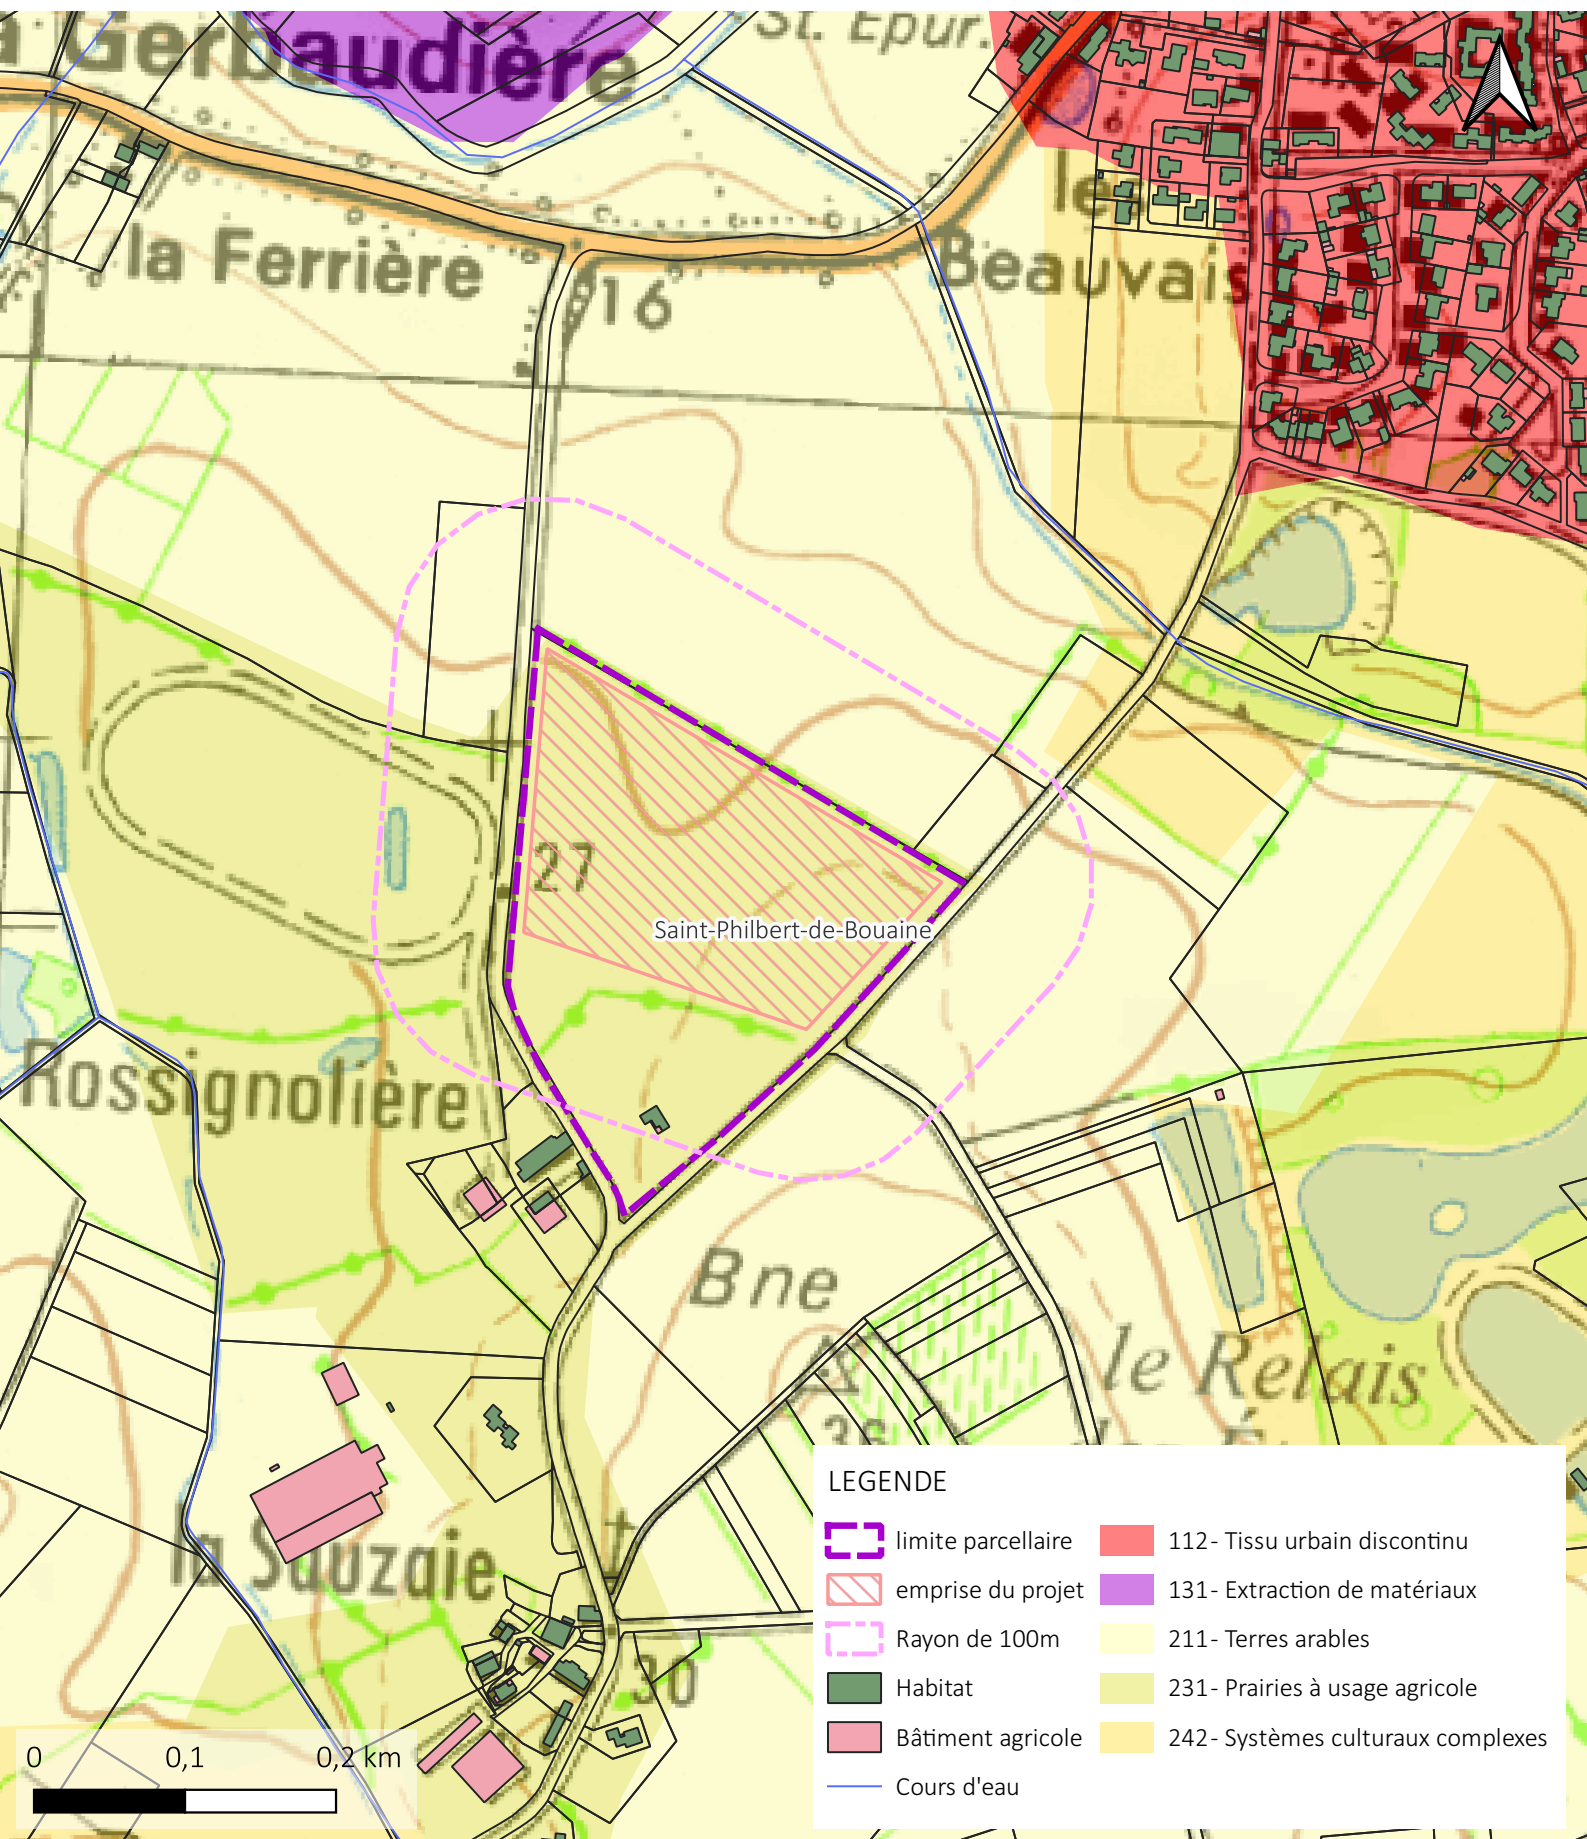 a Gerbaudière
St. Epur.
la Ferrière
16
les
Beauvais
27
Saint-Philbert-de-Bouaine
Rossignolière
Bne
le Relais
36
la Sauzaie
30
LEGENDE
limite parcellaire
emprise du projet
Rayon de 100m
Habitat
Bâtiment agricole
Cours d'eau
112- Tissu urbain discontinu
131- Extraction de matériaux
211- Terres arables
231- Prairies à usage agricole
242- Systèmes culturaux complexes
0 0,1 0,2 km